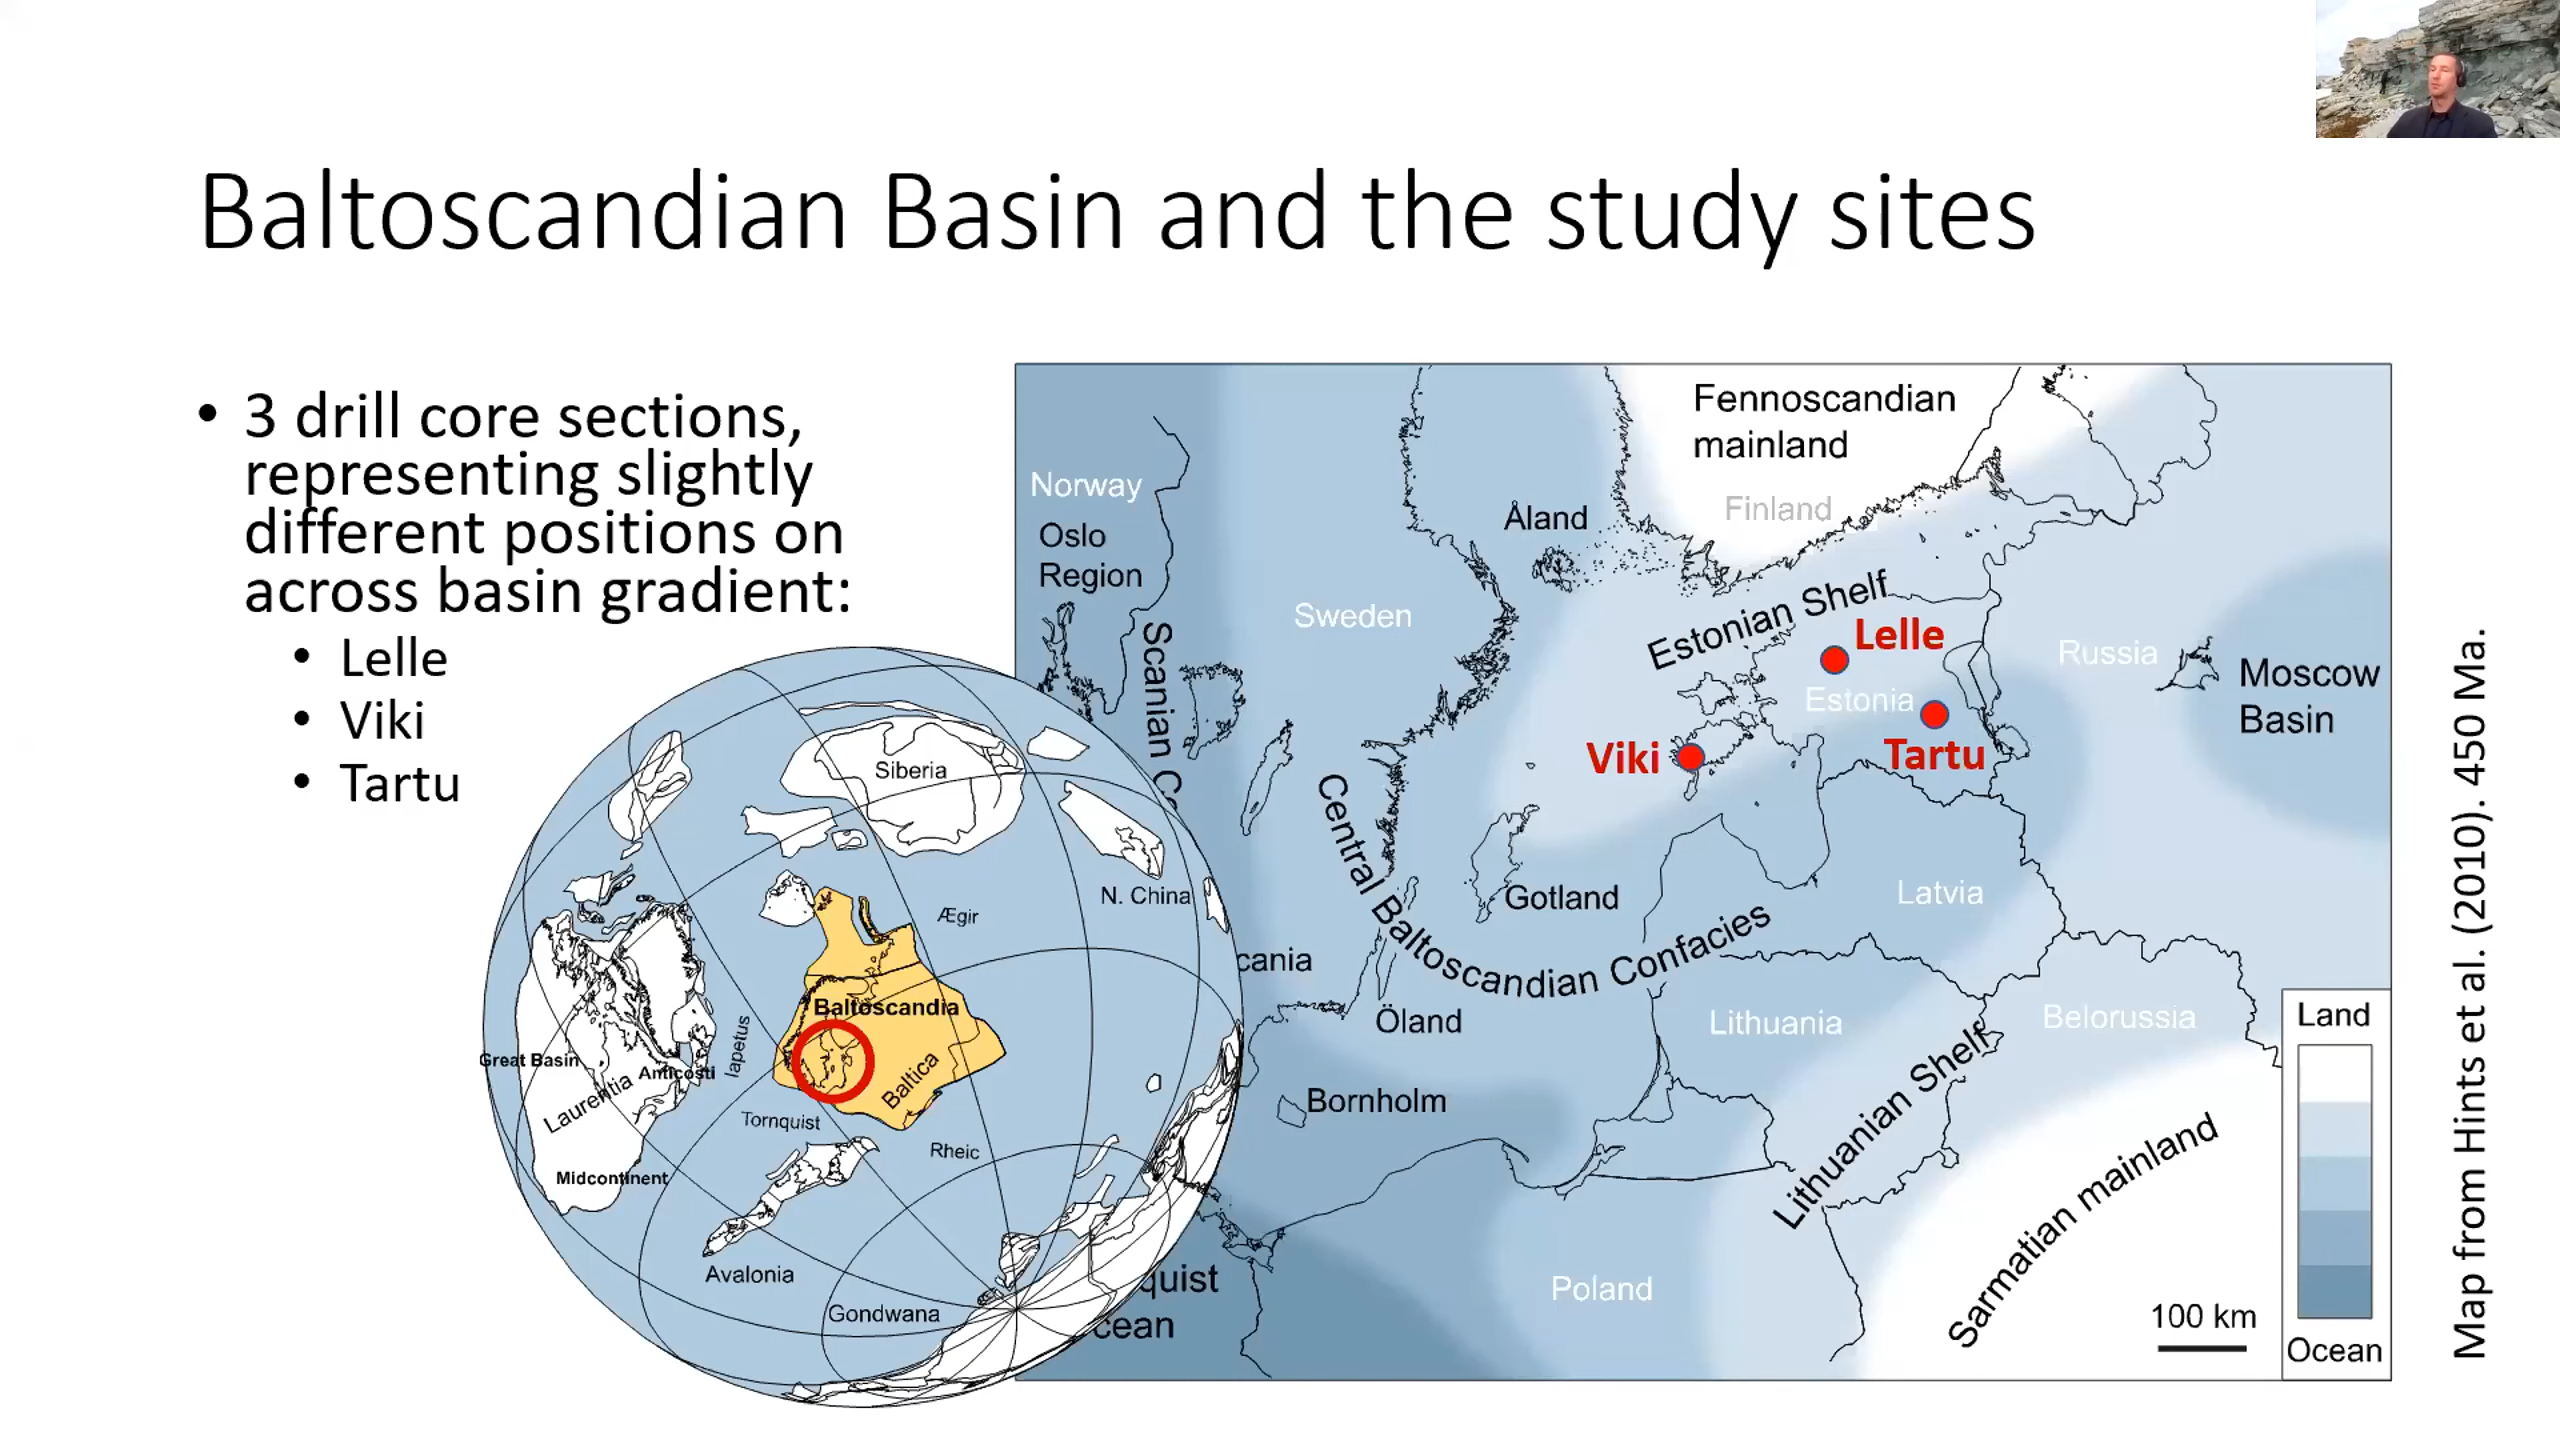 Baltoscandian Basin and the study sites
• 3 drill core sections,
representing slightly
different positions on
across basin gradient:
• Lelle
• Viki
• Tartu
Siberia
N. China
Ægir
Baltoscandia
Baltica
Iapetus
Great Basin
Anticosti
Laurentia
Midcontinent
Tornquist
Rheic
Avalonia
Gondwana
Fennoscandian
mainland
Norway
Oslo
Region
Finland
Åland
Sweden
Estonian Shelf
Lelle
Estonia
Viki
Tartu
Russia
Moscow
Basin
Scanian Co
Central Baltoscandian Confacies
Gotland
Latvia
cania
Öland
Lithuania
Belorussia
Bornholm
Lithuanian Shelf
Sarmatian mainland
Poland
quist
cean
100 km
Land
Ocean
Map from Hints et al. (2010). 450 Ma.